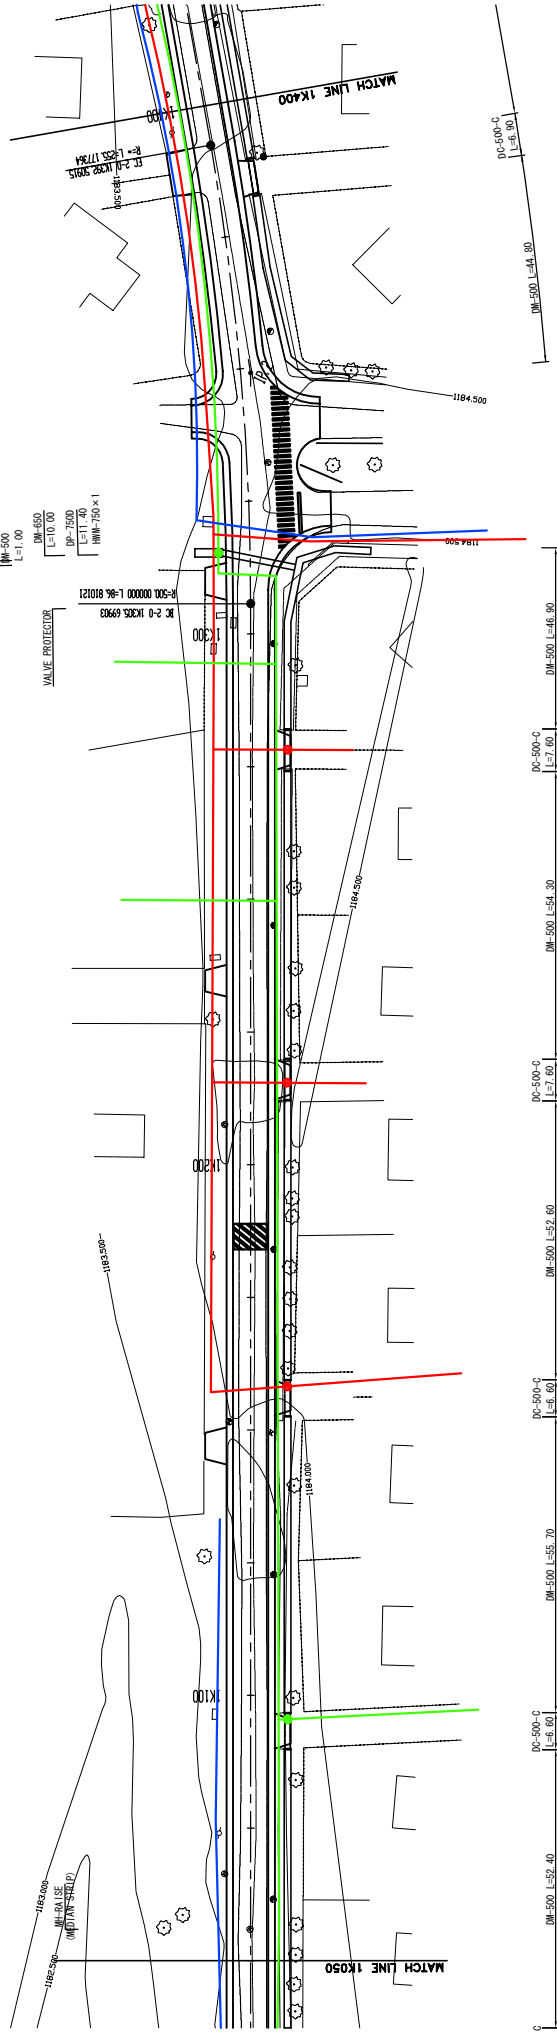 MATCH LINE 1K400
DC-500-C
L=6.90
1K400
EC 2-0 1K392.50915
R=∞ L=255.177364
1183.500
DM-500 L=44.80
1184.500
DM-500
L=1.00
DM-650
L=10.00
DP-750D
L=11.40
HWM-750×1
1184.500
R=500.000000 L=86.810121
BC 2-0 1K305.69903
VALVE PROTECTOR
1K300
DM-500 L=46.90
DC-500-C
L=7.60
1184.500
DM-500 L=54.30
DC-500-C
L=7.60
1K200
1183.500
DM-500 L=52.60
DC-500-C
L=6.60
1184.000
DM-500 L=55.70
1K100
DC-500-C
L=6.60
1183.000
MH-RAISE
(MEDIAN STRIP)
DM-500 L=52.40
1182.500
MATCH LINE 1K050
C